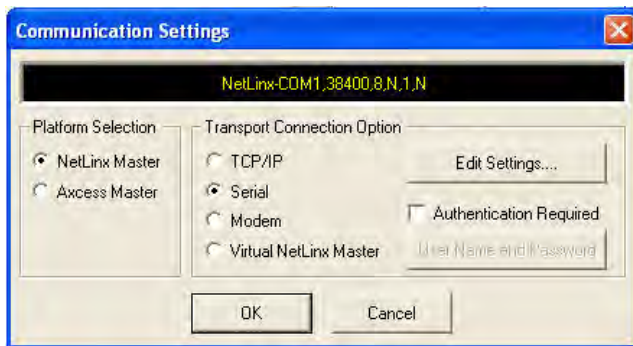 Communication Settings
NetLinx-COM1,38400,8,N,1,N
Platform Selection
NetLinx Master
Axcess Master
Transport Connection Option
TCP/IP
Serial
Modem
Virtual NetLinx Master
Edit Settings....
Authentication Required
User Name and Password
OK
Cancel